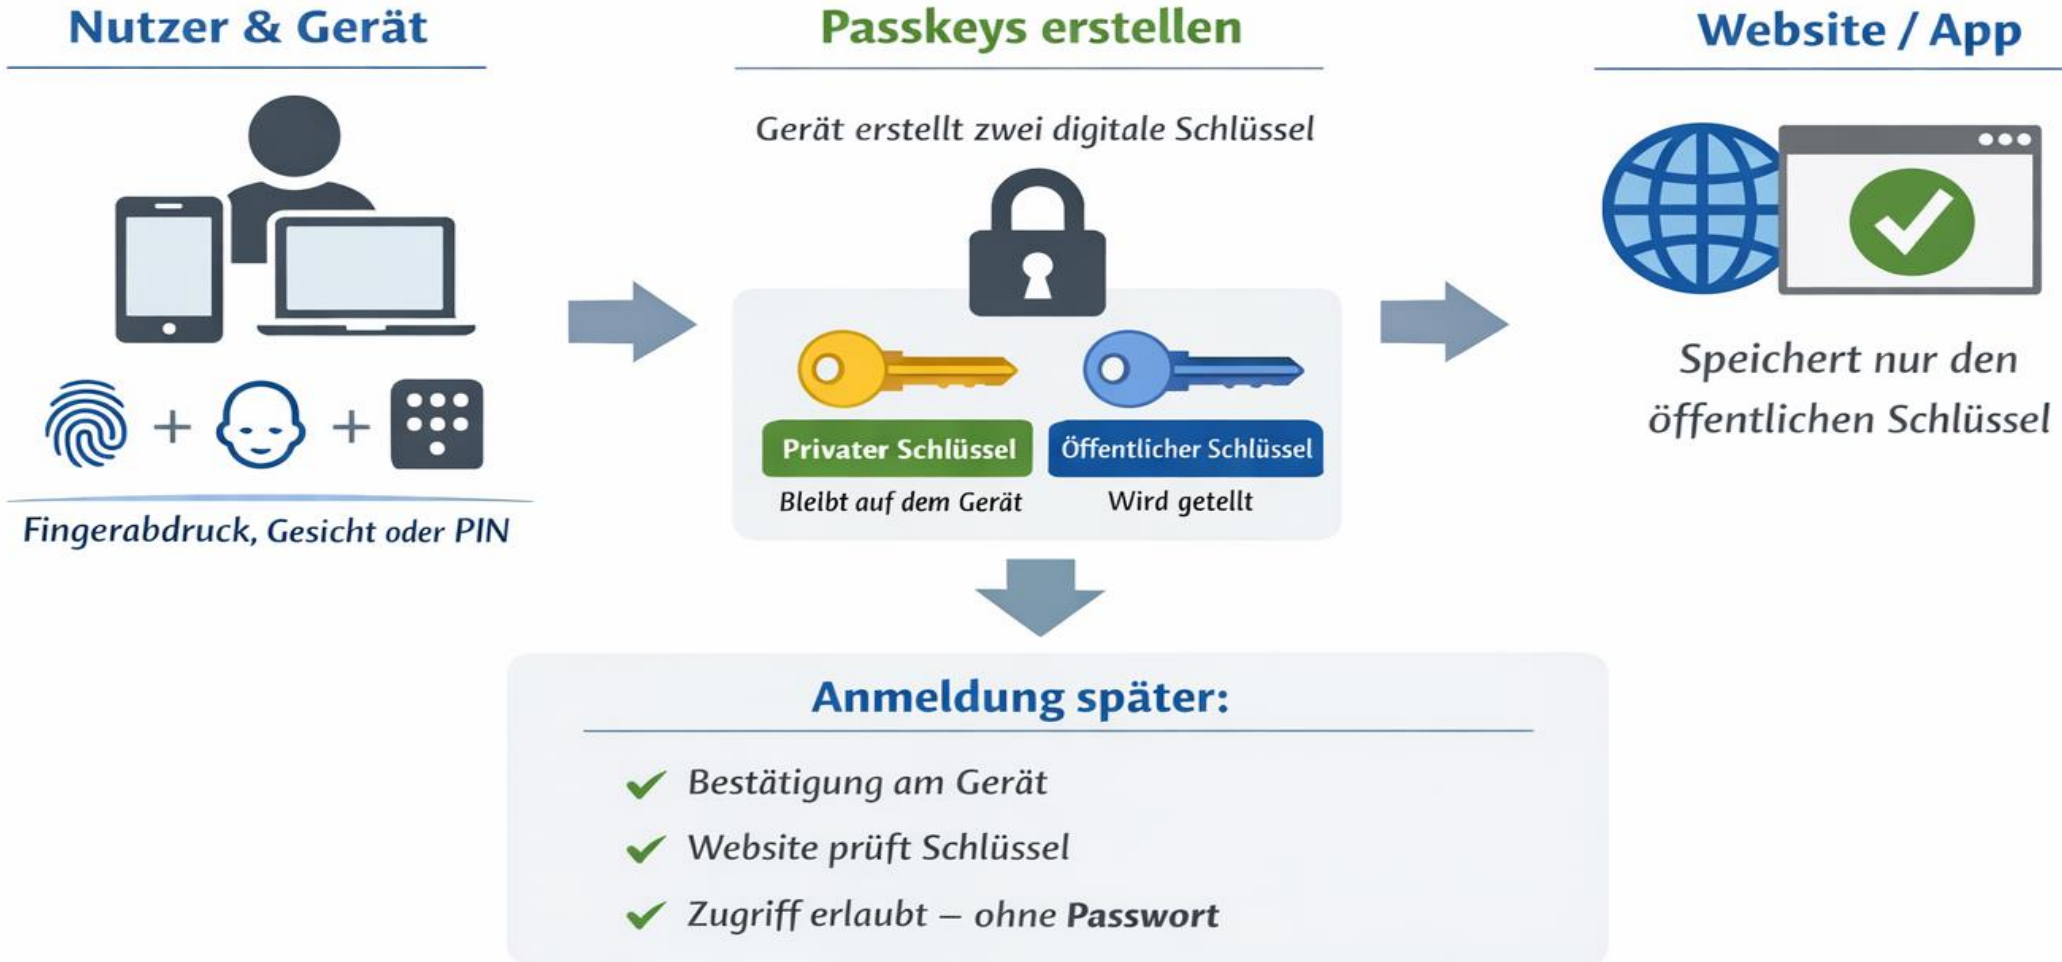 Nutzer & Gerät
Fingerabdruck, Gesicht oder PIN
Passkeys erstellen
Gerät erstellt zwei digitale Schlüssel
Privater Schlüssel
Bleibt auf dem Gerät
Öffentlicher Schlüssel
Wird getellt
Website / App
Speichert nur den
öffentlichen Schlüssel
Anmeldung später:
Bestätigung am Gerät
Website prüft Schlüssel
Zugriff erlaubt – ohne Passwort